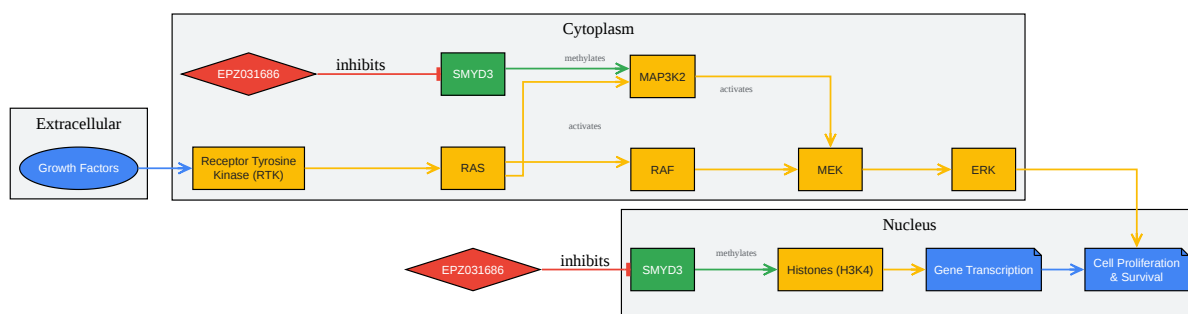 Cytoplasm
EPZ031686
inhibits
SMYD3
methylates
MAP3K2
activates
Extracellular
Growth Factors
Receptor Tyrosine
Kinase (RTK)
RAS
activates
RAF
MEK
ERK
Nucleus
EPZ031686
inhibits
SMYD3
methylates
Histones (H3K4)
Gene Transcription
Cell Proliferation
& Survival